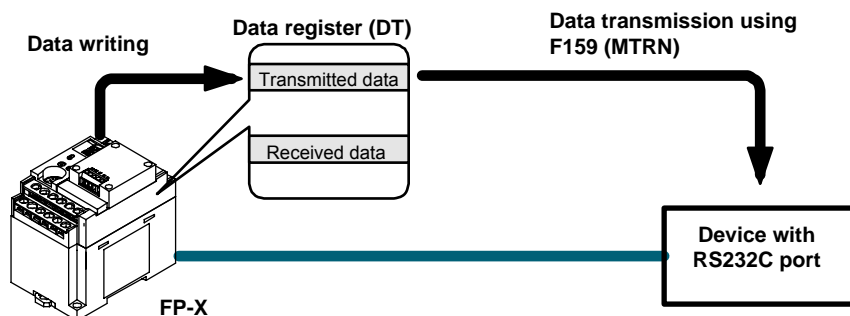 Data writing
Data register (DT)
Transmitted data
Received data
Data transmission using
F159 (MTRN)
Device with
RS232C port
FP-X